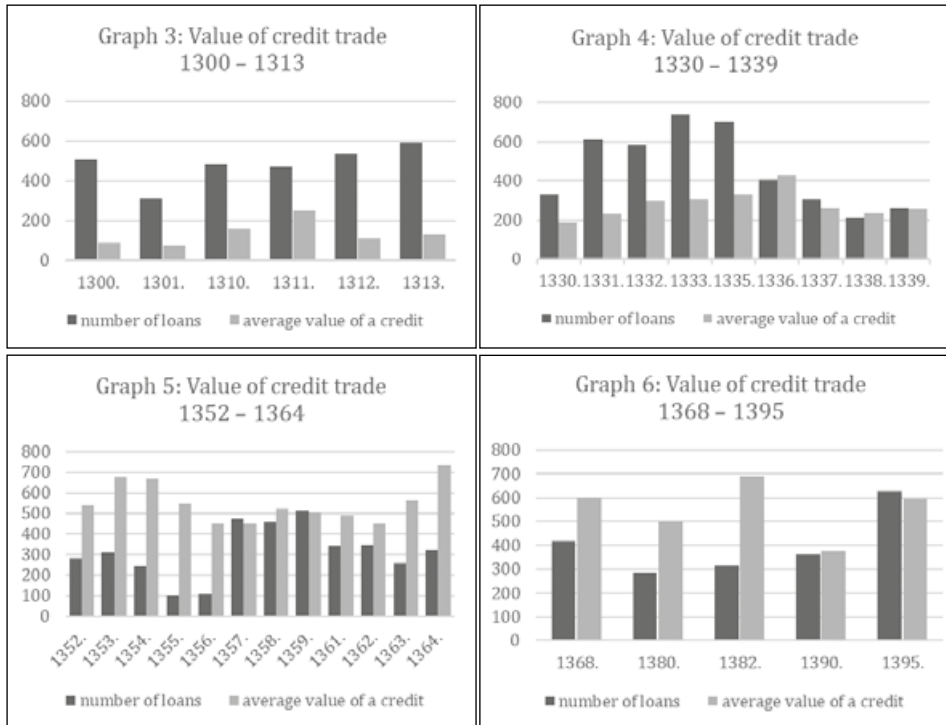 Graph 3: Value of credit trade
1300 – 1313
800
600
400
200
0
1300. 1301. 1310. 1311. 1312. 1313.
number of loans average value of a credit
Graph 4: Value of credit trade
1330 – 1339
800
600
400
200
0
1330. 1331. 1332. 1333. 1335. 1336. 1337. 1338. 1339.
number of loans average value of a credit
Graph 5: Value of credit trade
1352 – 1364
800
700
600
500
400
300
200
100
0
1352. 1353. 1354. 1355. 1356. 1357. 1358. 1359. 1361. 1362. 1363. 1364.
number of loans average value of a credit
Graph 6: Value of credit trade
1368 – 1395
800
700
600
500
400
300
200
100
0
1368. 1380. 1382. 1390. 1395.
number of loans average value of a credit